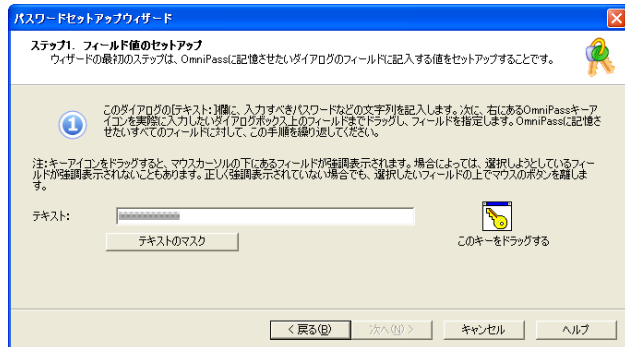 パスワードセットアップウィザード
ステップ1. フィールド値のセットアップ
ウィザードの最初のステップは、OmniPassに記憶させたいダイアログのフィールドに記入する値をセットアップすることです。
このダイアログの[テキスト:]欄に、入力すべきパスワードなどの文字列を記入します。次に、右にあるOmniPassキーア
イコンを実際に入力したいダイアログボックス上のフィールドまでドラッグし、フィールドを指定します。OmniPassに記憶さ
せたいすべてのフィールドに対して、この手順を繰り返してください。
注:キーアイコンをドラッグすると、マウスカーソルの下にあるフィールドが強調表示されます。場合によっては、選択しようとしているフィー
ルドが強調表示されないこともあります。正しく強調表示されていない場合でも、選択したいフィールドの上でマウスのボタンを離しま
す。
テキスト:
テキストのマスク
このキーをドラッグする
< 戻る(B)
次へ(N) >
キャンセル
ヘルプ